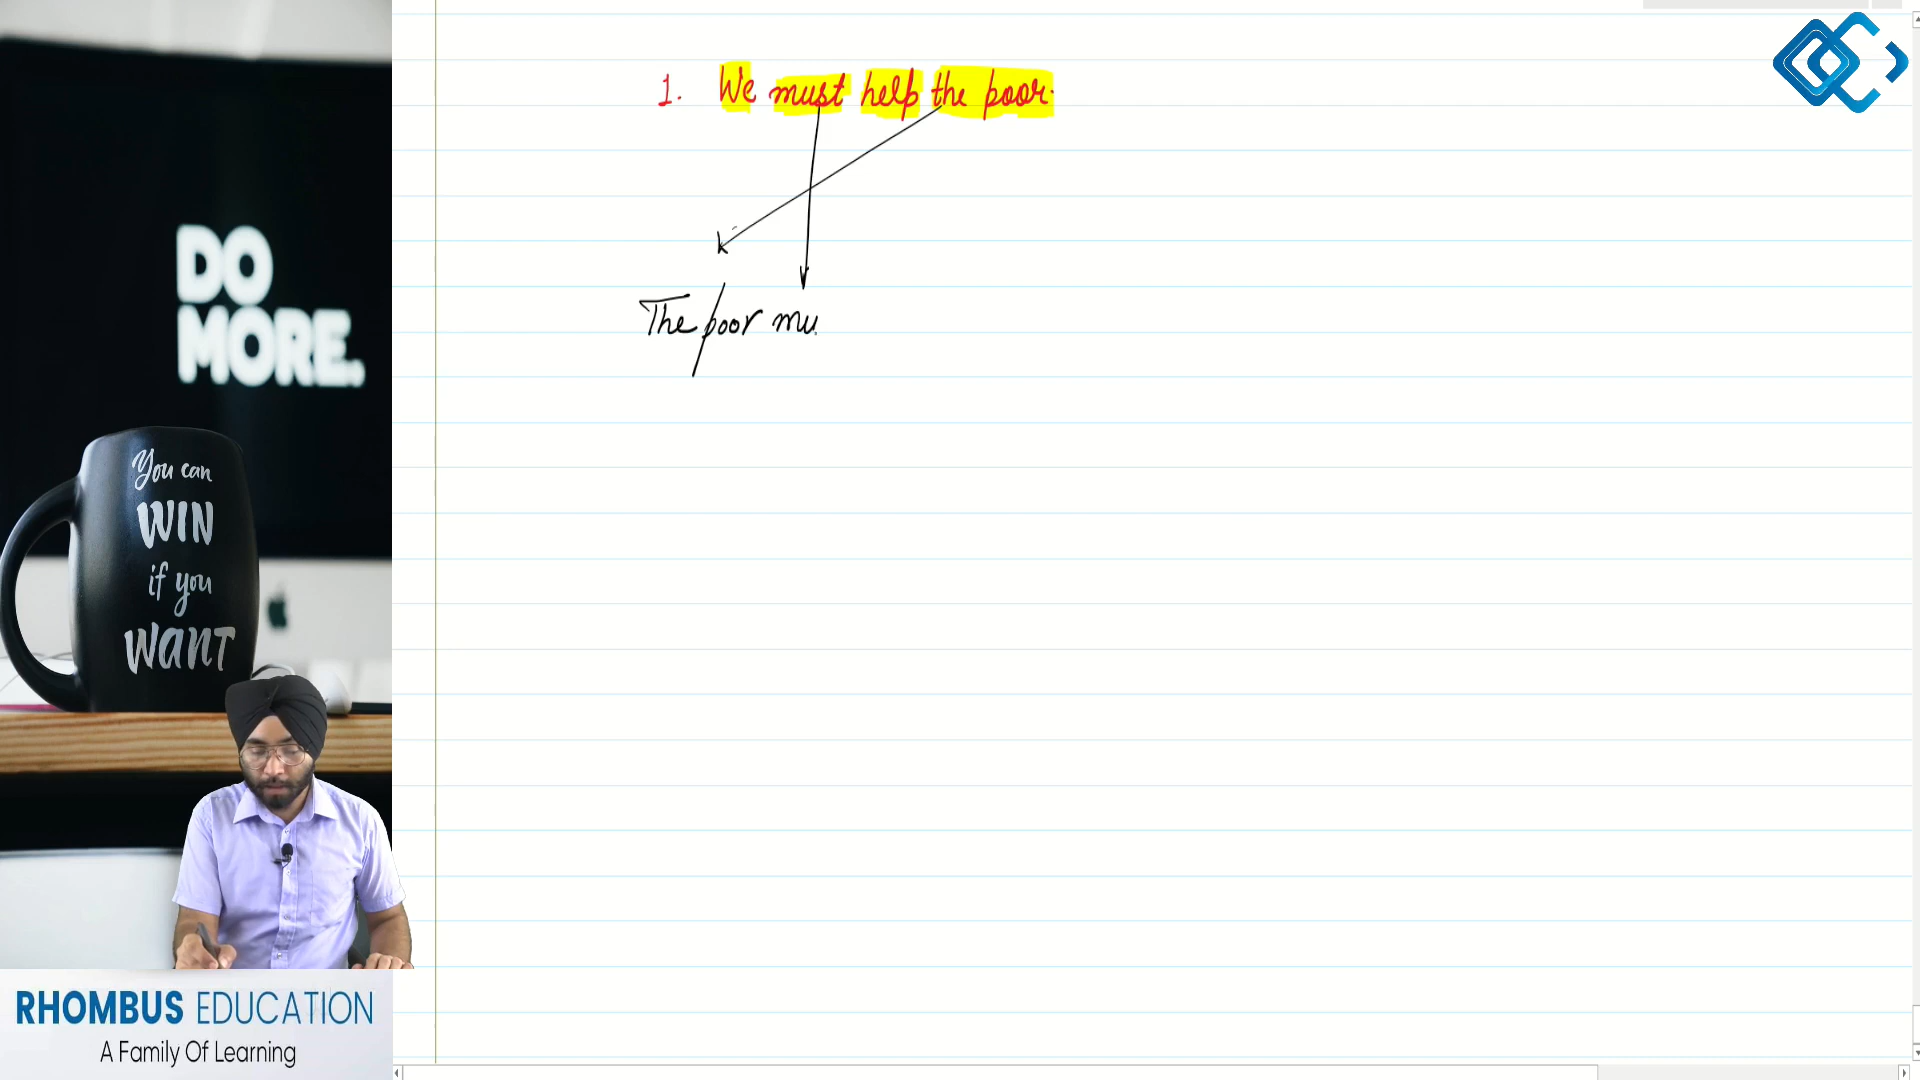 1. We must help the poor.
The poor mu
DO
MORE.
You can
WIN
if you
WANT
RHOMBUS EDUCATION
A Family Of Learning